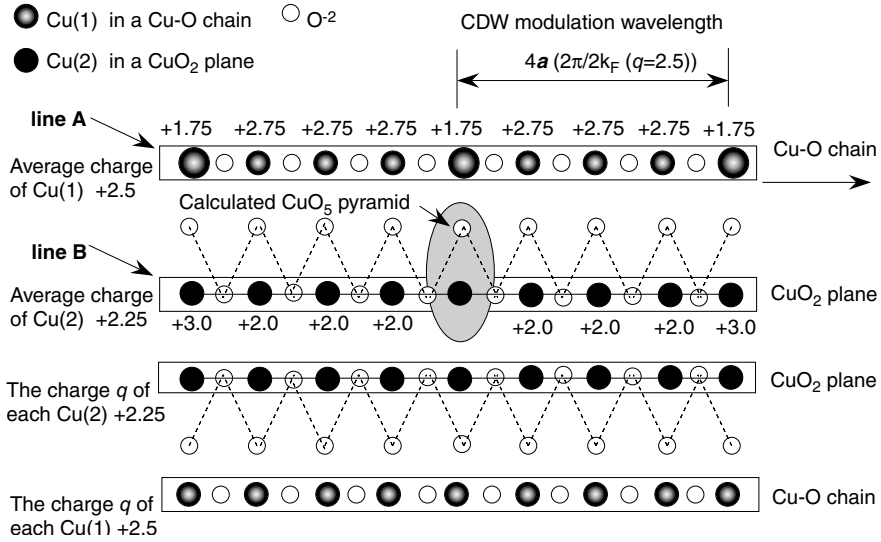 Cu(1) in a Cu-O chain
O-2
CDW modulation wavelength
Cu(2) in a CuO2 plane
4a (2π/2kF (q=2.5))
line A
+1.75 +2.75 +2.75 +2.75 +1.75 +2.75 +2.75 +2.75 +1.75
Average charge
of Cu(1) +2.5
Cu-O chain
Calculated CuO5 pyramid
line B
Average charge
of Cu(2) +2.25
CuO2 plane
+3.0 +2.0 +2.0 +2.0 +2.0 +2.0 +2.0 +3.0
The charge q of
each Cu(2) +2.25
CuO2 plane
The charge q of
each Cu(1) +2.5
Cu-O chain